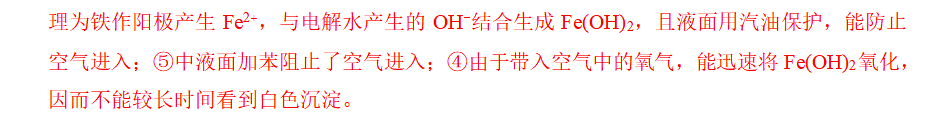 理为铁作阳极产生 Fe²⁺，与电解水产生的 OH⁻结合生成 Fe(OH)₂，且液面用汽油保护，能防止
空气进入；⑤中液面加苯阻止了空气进入；④由于带入空气中的氧气，能迅速将 Fe(OH)₂氧化，
因而不能较长时间看到白色沉淀。